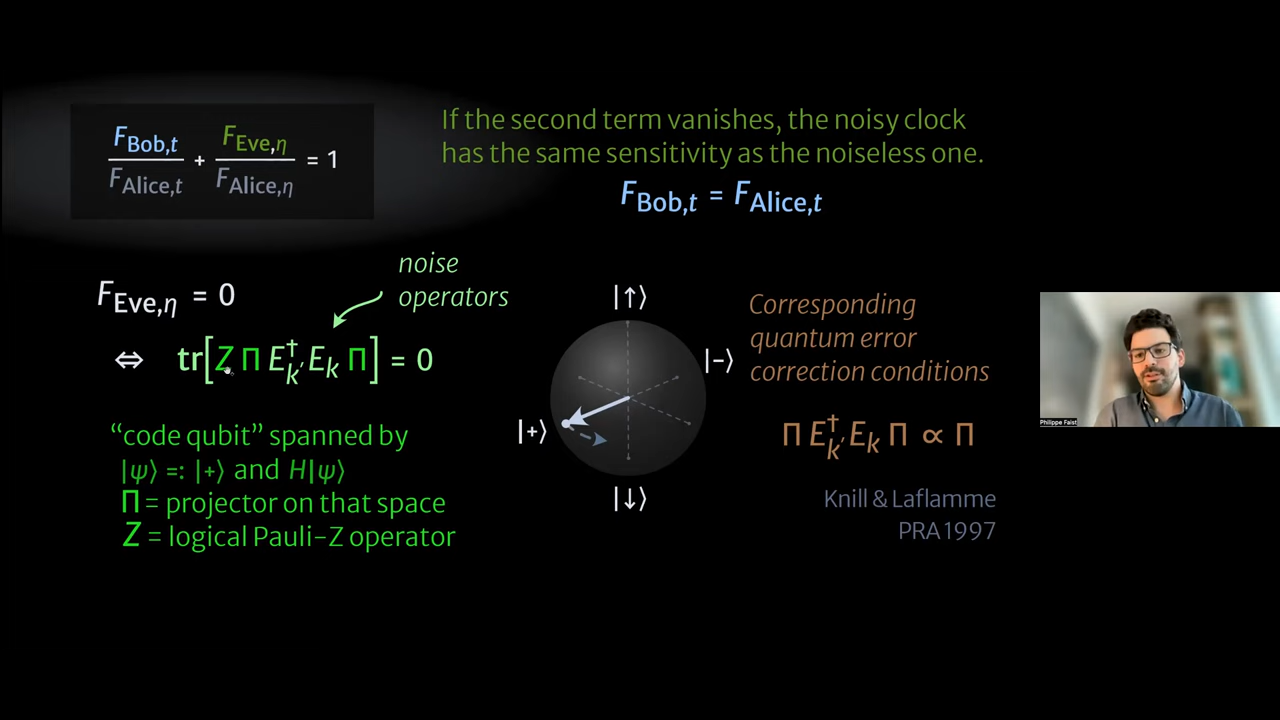 F_Bob,t / F_Alice,t + F_Eve,η / F_Alice,η = 1
If the second term vanishes, the noisy clock
has the same sensitivity as the noiseless one.
F_Bob,t = F_Alice,t
F_Eve,η = 0
noise
operators
⇔ tr[Z Π E†_k′ E_k Π] = 0
“code qubit” spanned by
|ψ⟩ =: |+⟩ and H|ψ⟩
Π = projector on that space
Z = logical Pauli-Z operator
|↑⟩
|−⟩
|+⟩
|↓⟩
Corresponding
quantum error
correction conditions
Π E†_k′ E_k Π ∝ Π
Knill & Laflamme
PRA 1997
Philippe Faist